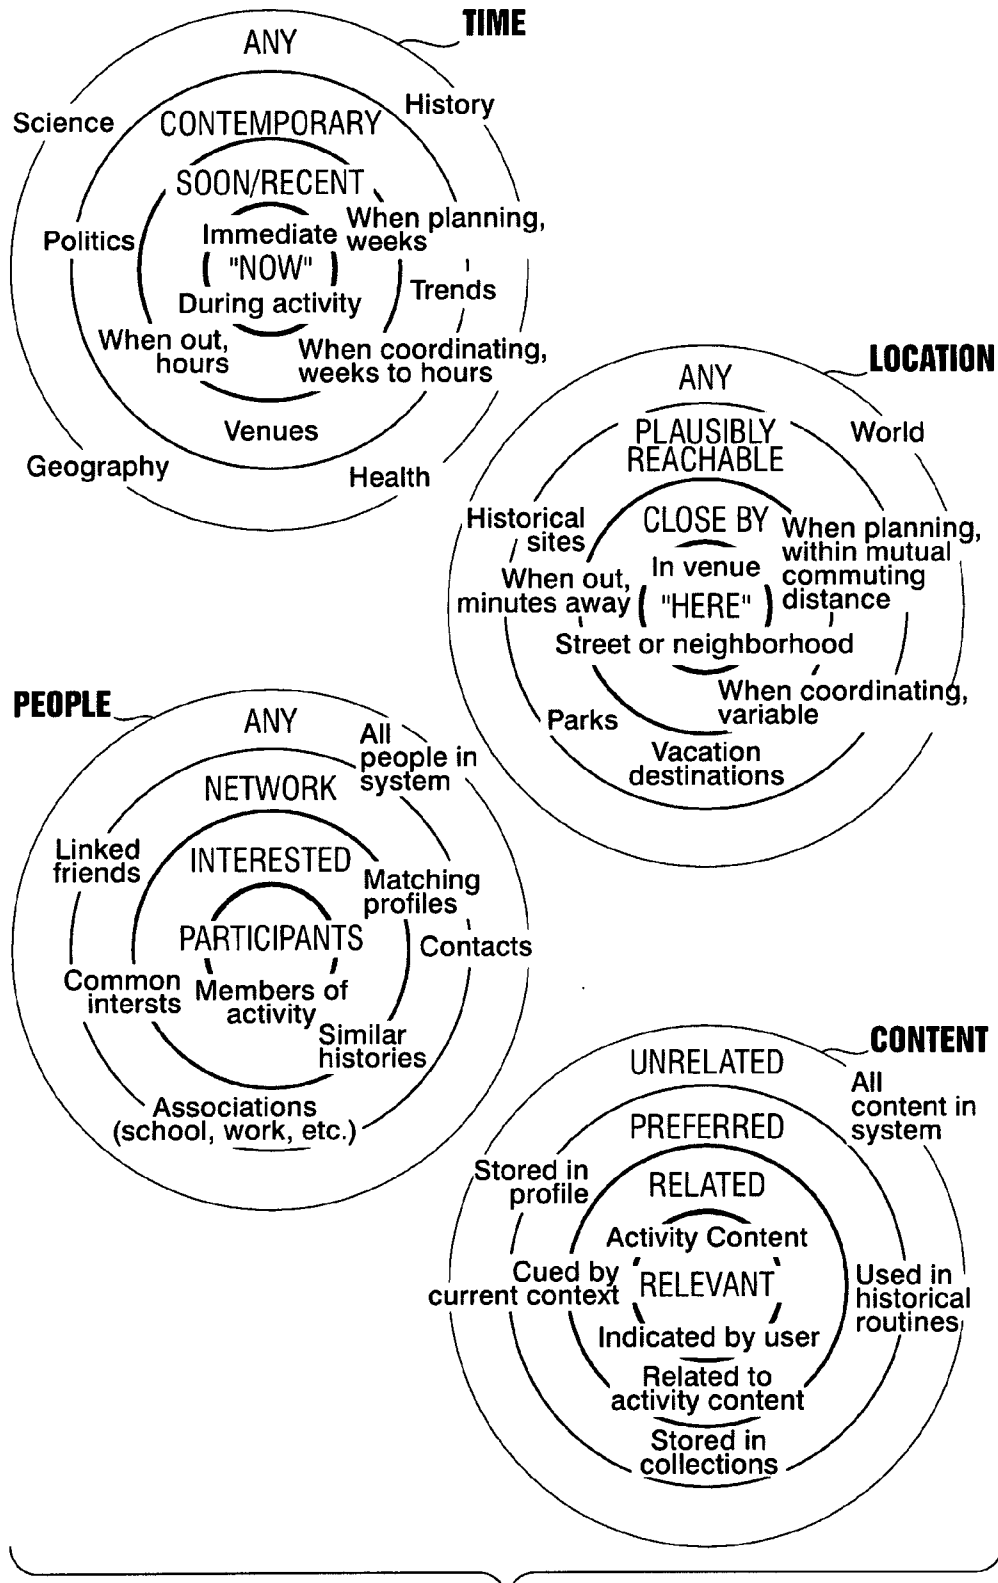 TIME
ANY
History
Science
CONTEMPORARY
SOON/RECENT
When planning,
weeks
Immediate
"NOW"
Politics
During activity
Trends
When out,
hours
When coordinating,
weeks to hours
Venues
Geography
Health
LOCATION
ANY
World
PLAUSIBLY
REACHABLE
Historical
sites
CLOSE BY
When planning,
within mutual
commuting
distance
In venue
"HERE"
When out,
minutes away
Street or neighborhood
When coordinating,
variable
Parks
Vacation
destinations
PEOPLE
ANY
All
people in
system
NETWORK
Linked
friends
INTERESTED
Matching
profiles
PARTICIPANTS
Contacts
Common
intersts
Members of
activity
Similar
histories
Associations
(school, work, etc.)
CONTENT
UNRELATED
All
content in
system
PREFERRED
Stored in
profile
RELATED
Activity Content
RELEVANT
Cued by
current context
Used in
historical
routines
Indicated by user
Related to
activity content
Stored in
collections